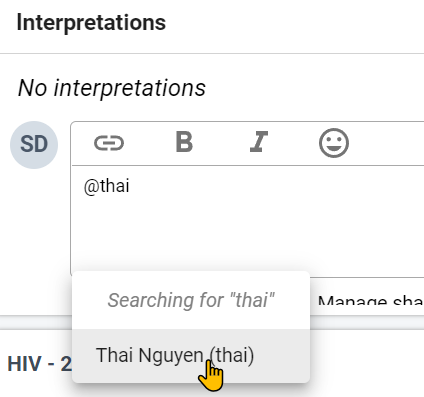 Interpretations
No interpretations
SD
B I
@thai
Searching for "thai"
Manage sha
Thai Nguyen (thai)
HIV - 2